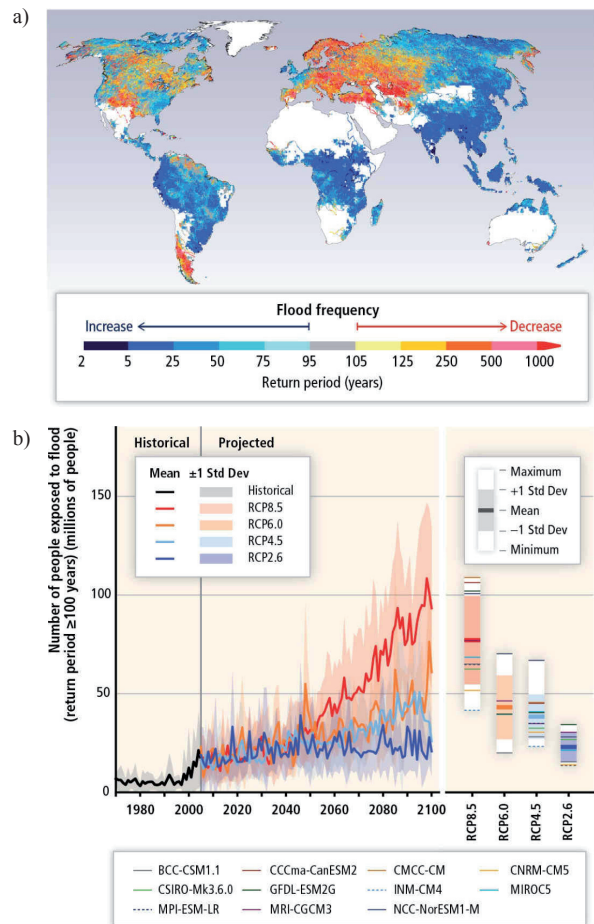 a)
Flood frequency
Increase
Decrease
2 5 25 50 75 95 105 125 250 500 1000
Return period (years)
b)
Number of people exposed to flood
(return period ≥100 years) (millions of people)
Historical
Projected
Mean ±1 Std Dev
Historical
RCP8.5
RCP6.0
RCP4.5
RCP2.6
Maximum
+1 Std Dev
Mean
−1 Std Dev
Minimum
150
100
50
0
1980 2000 2020 2040 2060 2080 2100
RCP8.5
RCP6.0
RCP4.5
RCP2.6
BCC-CSM1.1 CCCma-CanESM2 CMCC-CM CNRM-CM5
CSIRO-Mk3.6.0 GFDL-ESM2G INM-CM4 MIROC5
MPI-ESM-LR MRI-CGCM3 NCC-NorESM1-M